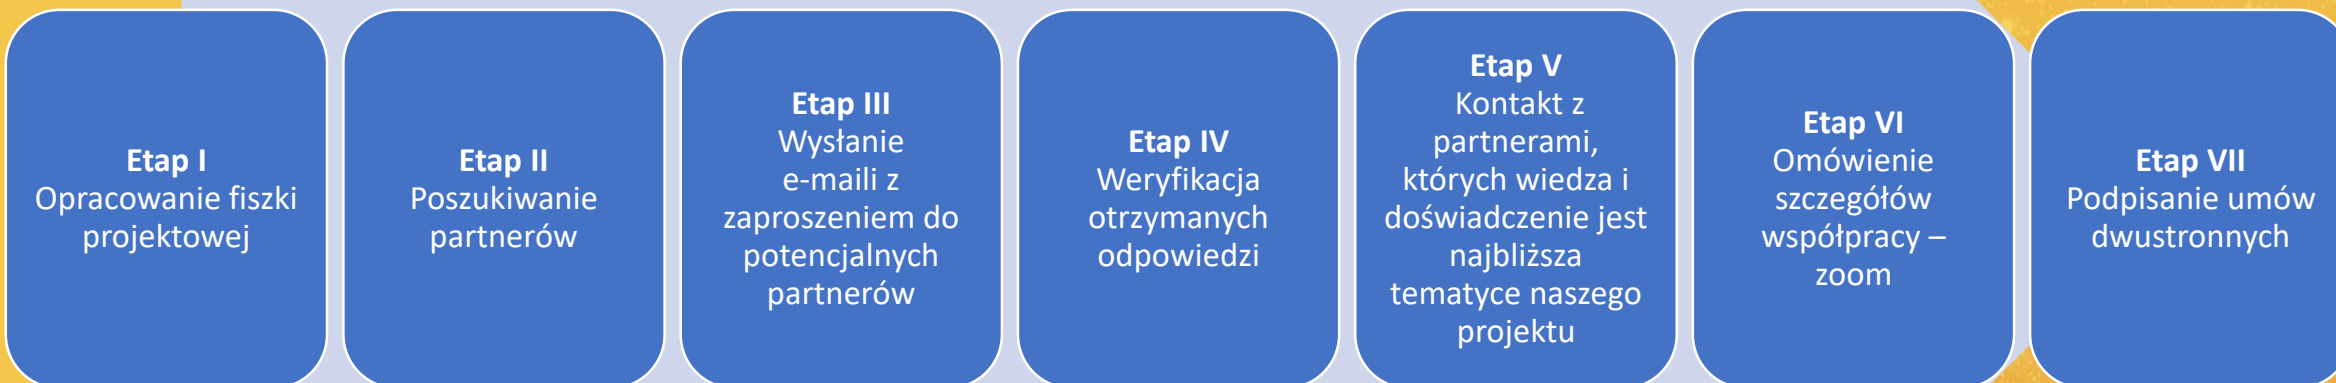 Etap I
Opracowanie fiszki
projektowej
Etap II
Poszukiwanie
partnerów
Etap III
Wysłanie
e-maili z
zaproszeniem do
potencjalnych
partnerów
Etap IV
Weryfikacja
otrzymanych
odpowiedzi
Etap V
Kontakt z
partnerami,
których wiedza i
doświadczenie jest
najbliższa
tematyce naszego
projektu
Etap VI
Omówienie
szczegółów
współpracy –
zoom
Etap VII
Podpisanie umów
dwustronnych